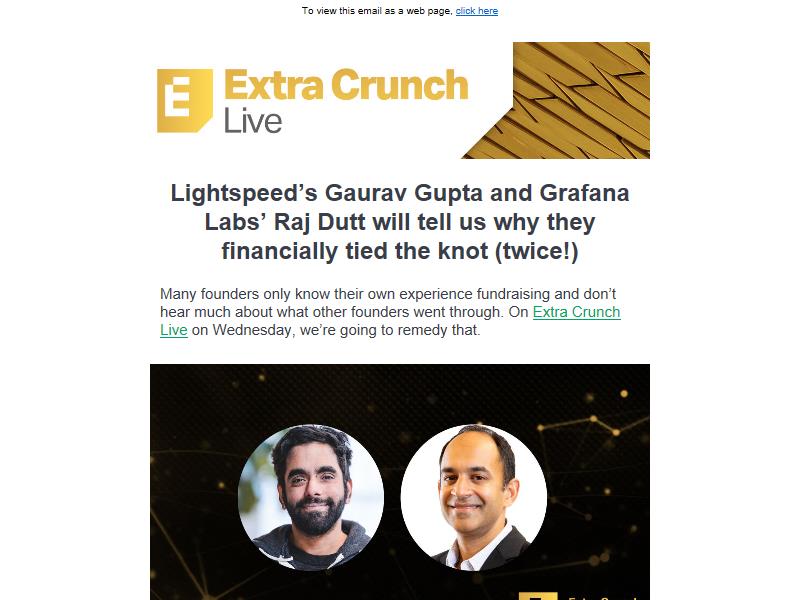 To view this email as a web page, click here
Extra Crunch
Live
Lightspeed’s Gaurav Gupta and Grafana
Labs’ Raj Dutt will tell us why they
financially tied the knot (twice!)
Many founders only know their own experience fundraising and don’t
hear much about what other founders went through. On Extra Crunch
Live on Wednesday, we’re going to remedy that.